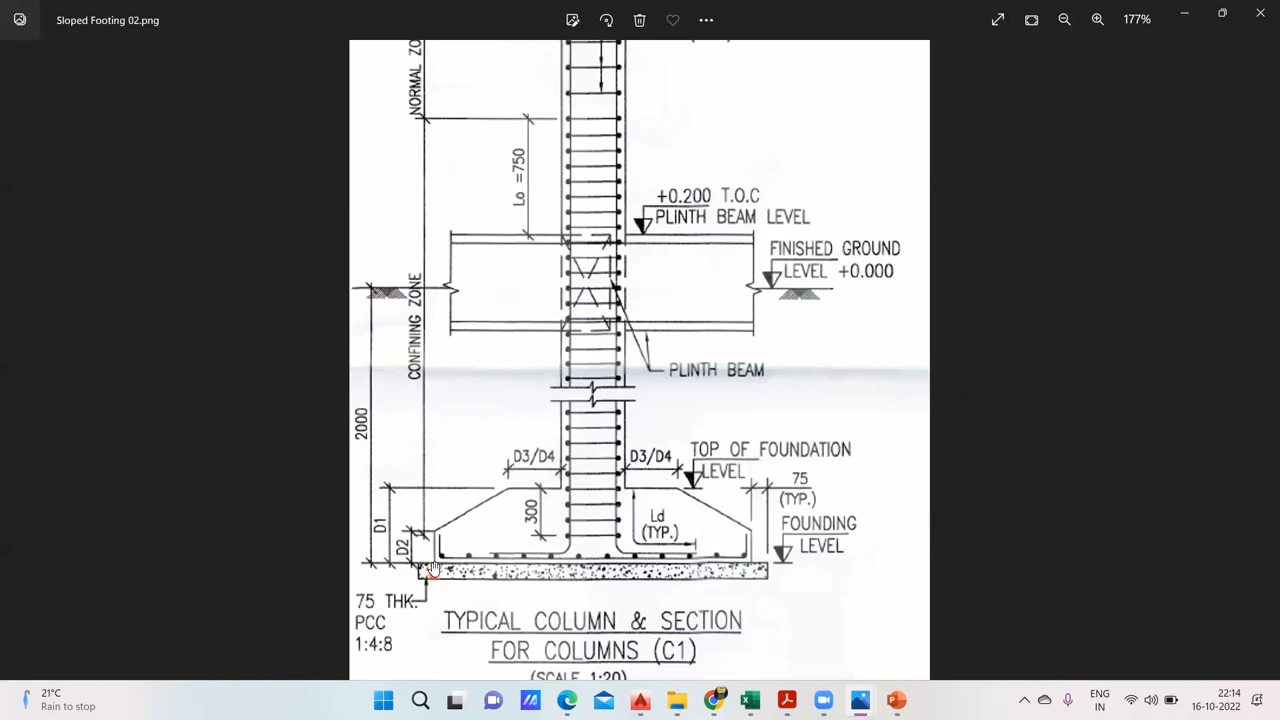 Sloped Footing 02.png
177%
NORMAL ZO
Lo =750
+0.200 T.O.C
PLINTH BEAM LEVEL
FINISHED GROUND
LEVEL +0.000
CONFINING ZONE
PLINTH BEAM
2000
D3/D4
D3/D4
TOP OF FOUNDATION
LEVEL
75
(TYP.)
D1
300
Ld
(TYP.)
FOUNDING
LEVEL
D2
75 THK.
PCC
1:4:8
TYPICAL COLUMN & SECTION
FOR COLUMNS (C1)
(SCALE 1:20)
21°C
Rain to stop
ENG
IN
22:14
16-10-2022